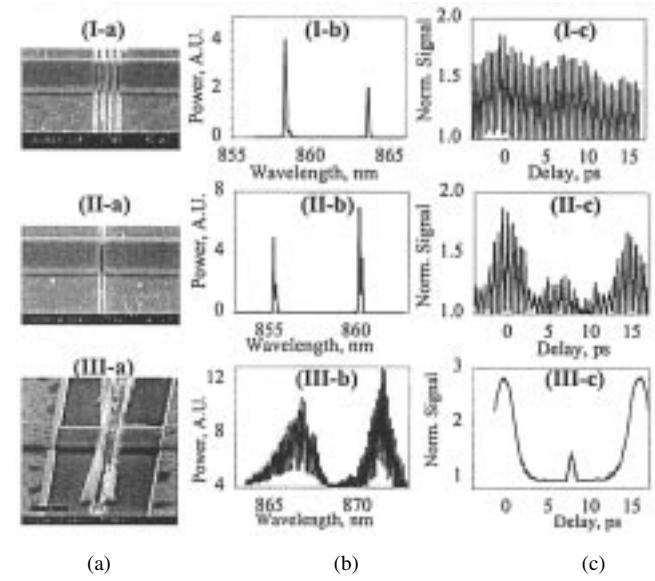 (I-a) (I-b) (I-c)
Power, A.U.
4
2
0
855 860 865
Wavelength, nm
Norm. Signal
2.0
1.5
1.0
0 5 10 15
Delay, ps
(II-a) (II-b) (II-c)
Power, A.U.
8
4
0
855 860
Wavelength, nm
Norm. Signal
2.0
1.5
1.0
0 5 10 15
Delay, ps
(III-a) (III-b) (III-c)
Power, A.U.
12
10
8
6
4
865 870
Wavelength, nm
Norm. Signal
3
2
1
0 5 10 15
Delay, ps
(a) (b) (c)